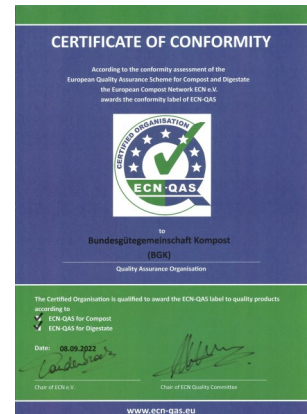 CERTIFICATE OF CONFORMITY
According to the conformity assessment of the
European Quality Assurance Scheme for Compost and Digestate
the European Compost Network ECN e.V.
awards the conformity label of ECN-QAS
CERTIFIED ORGANISATION
ECN-QAS
to
Bundesgütegemeinschaft Kompost
(BGK)
Quality Assurance Organisation
The Certified Organisation is qualified to award the ECN-QAS label to quality products
according to
ECN-QAS for Compost
ECN-QAS for Digestate
Date: 08.09.2022
Chair of ECN e.V.
Chair of ECN Quality Committee
www.ecn-qas.eu